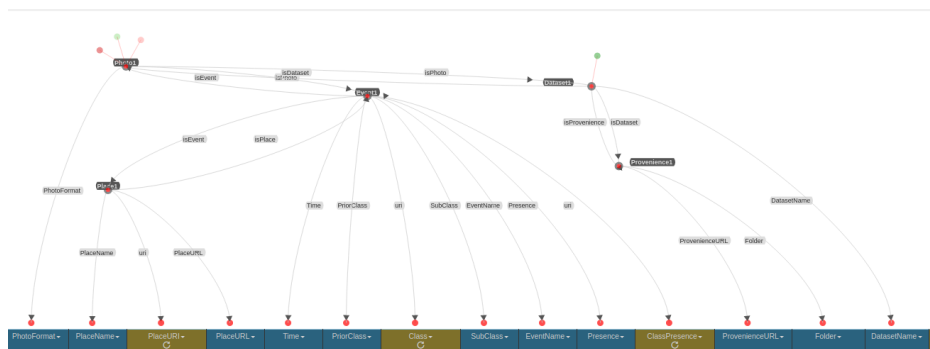 Photo1
isDataset
isPhoto
isEvent
isPhoto
Dataset1
Event1
isProvenience
isDataset
isEvent
isPlace
Provenience1
Place1
PhotoFormat
DatasetName
Time
PriorClass
uri
SubClass
EventName
Presence
uri
ProvenienceURL
Folder
PlaceName
uri
PlaceURL
PhotoFormat PlaceName PlaceURI PlaceURL Time PriorClass Class SubClass EventName Presence ClassPresence ProvenienceURL Folder DatasetName